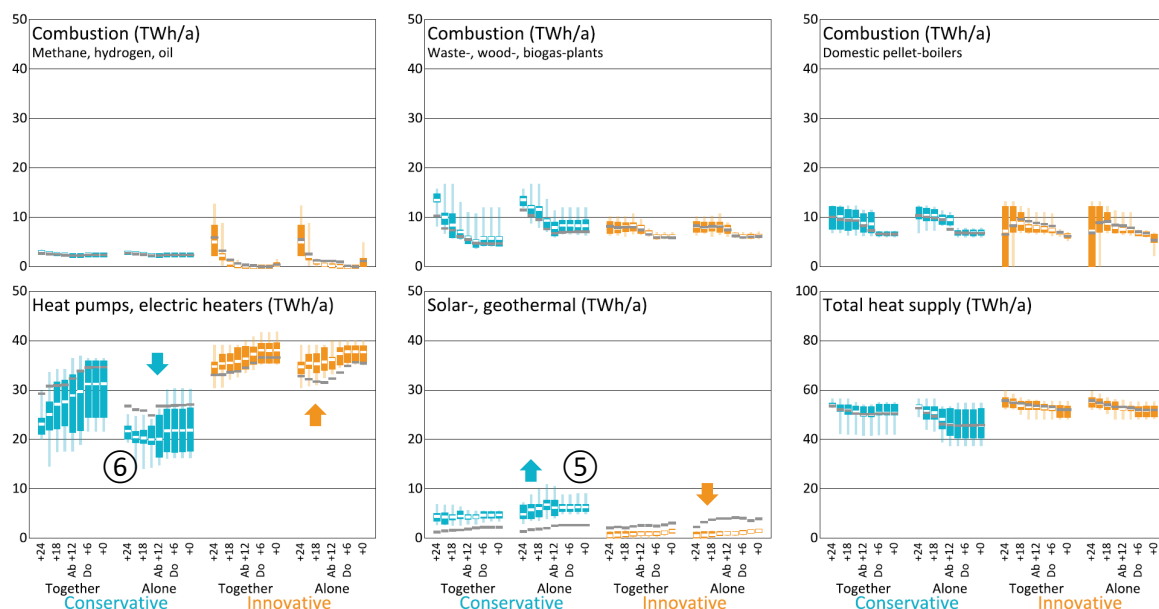 50
40
30
20
10
0
Combustion (TWh/a)
Methane, hydrogen, oil
50
40
30
20
10
0
Combustion (TWh/a)
Waste-, wood-, biogas-plants
50
40
30
20
10
0
Combustion (TWh/a)
Domestic pellet-boilers
50
40
30
20
10
0
Heat pumps, electric heaters (TWh/a)
6
+24
+18
Ab +12
Do +6
+0
+24
+18
Ab +12
Do +6
+0
+24
+18
Ab +12
Do +6
+0
+24
+18
Ab +12
Do +6
+0
Together Alone Together Alone
Conservative Innovative
50
40
30
20
10
0
Solar-, geothermal (TWh/a)
5
+24
+18
Ab +12
Do +6
+0
+24
+18
Ab +12
Do +6
+0
+24
+18
Ab +12
Do +6
+0
+24
+18
Ab +12
Do +6
+0
Together Alone Together Alone
Conservative Innovative
100
80
60
40
20
0
Total heat supply (TWh/a)
+24
+18
Ab +12
Do +6
+0
+24
+18
Ab +12
Do +6
+0
+24
+18
Ab +12
Do +6
+0
+24
+18
Ab +12
Do +6
+0
Together Alone Together Alone
Conservative Innovative